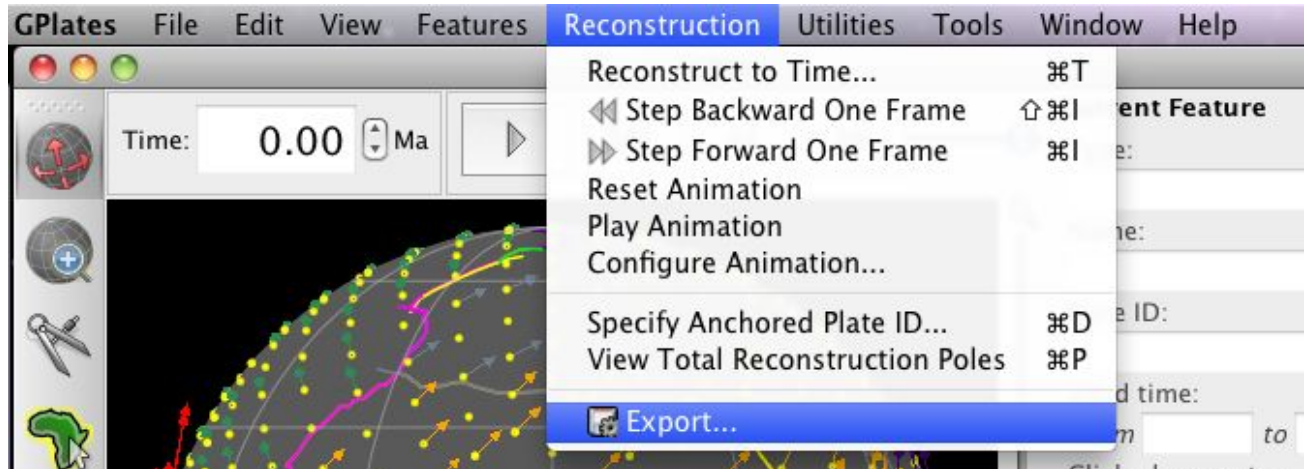 GPlates File Edit View Features Reconstruction Utilities Tools Window Help
Reconstruct to Time... ⌘T
Step Backward One Frame ⇧⌘I
Step Forward One Frame ⌘I
Reset Animation
Play Animation
Configure Animation...
Specify Anchored Plate ID... ⌘D
View Total Reconstruction Poles ⌘P
Export...
Time: 0.00 Ma
Feature
ID:
time:
to